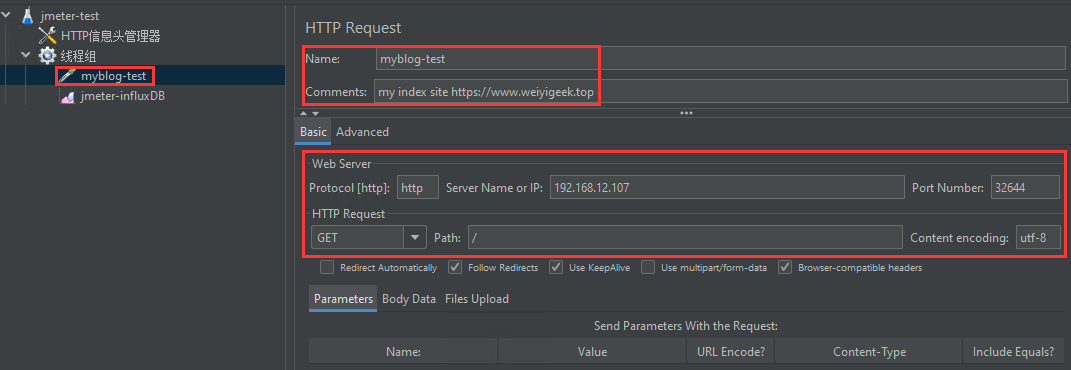 jmeter-test
HTTP信息头管理器
线程组
myblog-test
jmeter-influxDB
HTTP Request
Name: myblog-test
Comments: my index site https://www.weiyigeek.top
Basic Advanced
Web Server
Protocol [http]: http Server Name or IP: 192.168.12.107 Port Number: 32644
HTTP Request
GET Path: / Content encoding: utf-8
Redirect Automatically Follow Redirects Use KeepAlive Use multipart/form-data Browser-compatible headers
Parameters Body Data Files Upload
Send Parameters With the Request:
Name: Value URL Encode? Content-Type Include Equals?